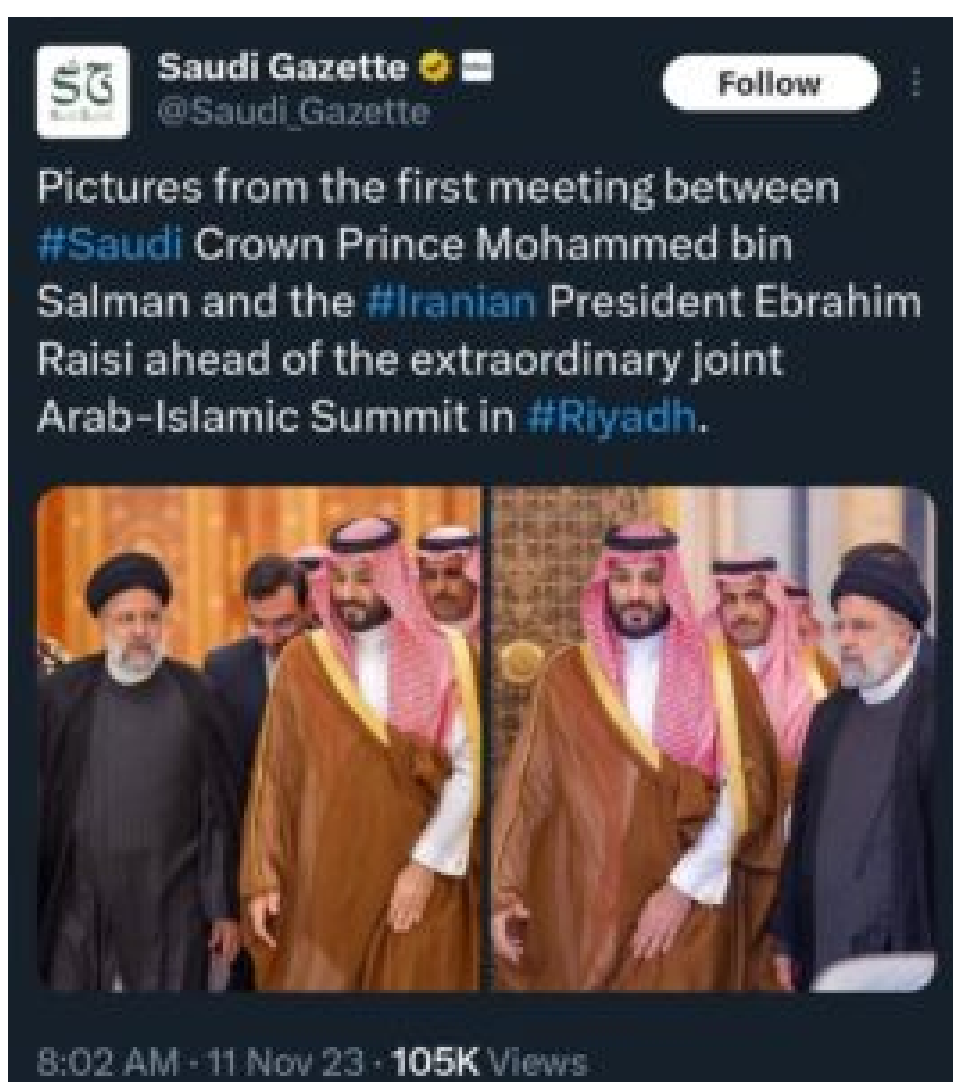 Saudi Gazette
@Saudi_Gazette
Follow
Pictures from the first meeting between
#Saudi Crown Prince Mohammed bin
Salman and the #Iranian President Ebrahim
Raisi ahead of the extraordinary joint
Arab-Islamic Summit in #Riyadh.
8:02 AM · 11 Nov 23 · 105K Views